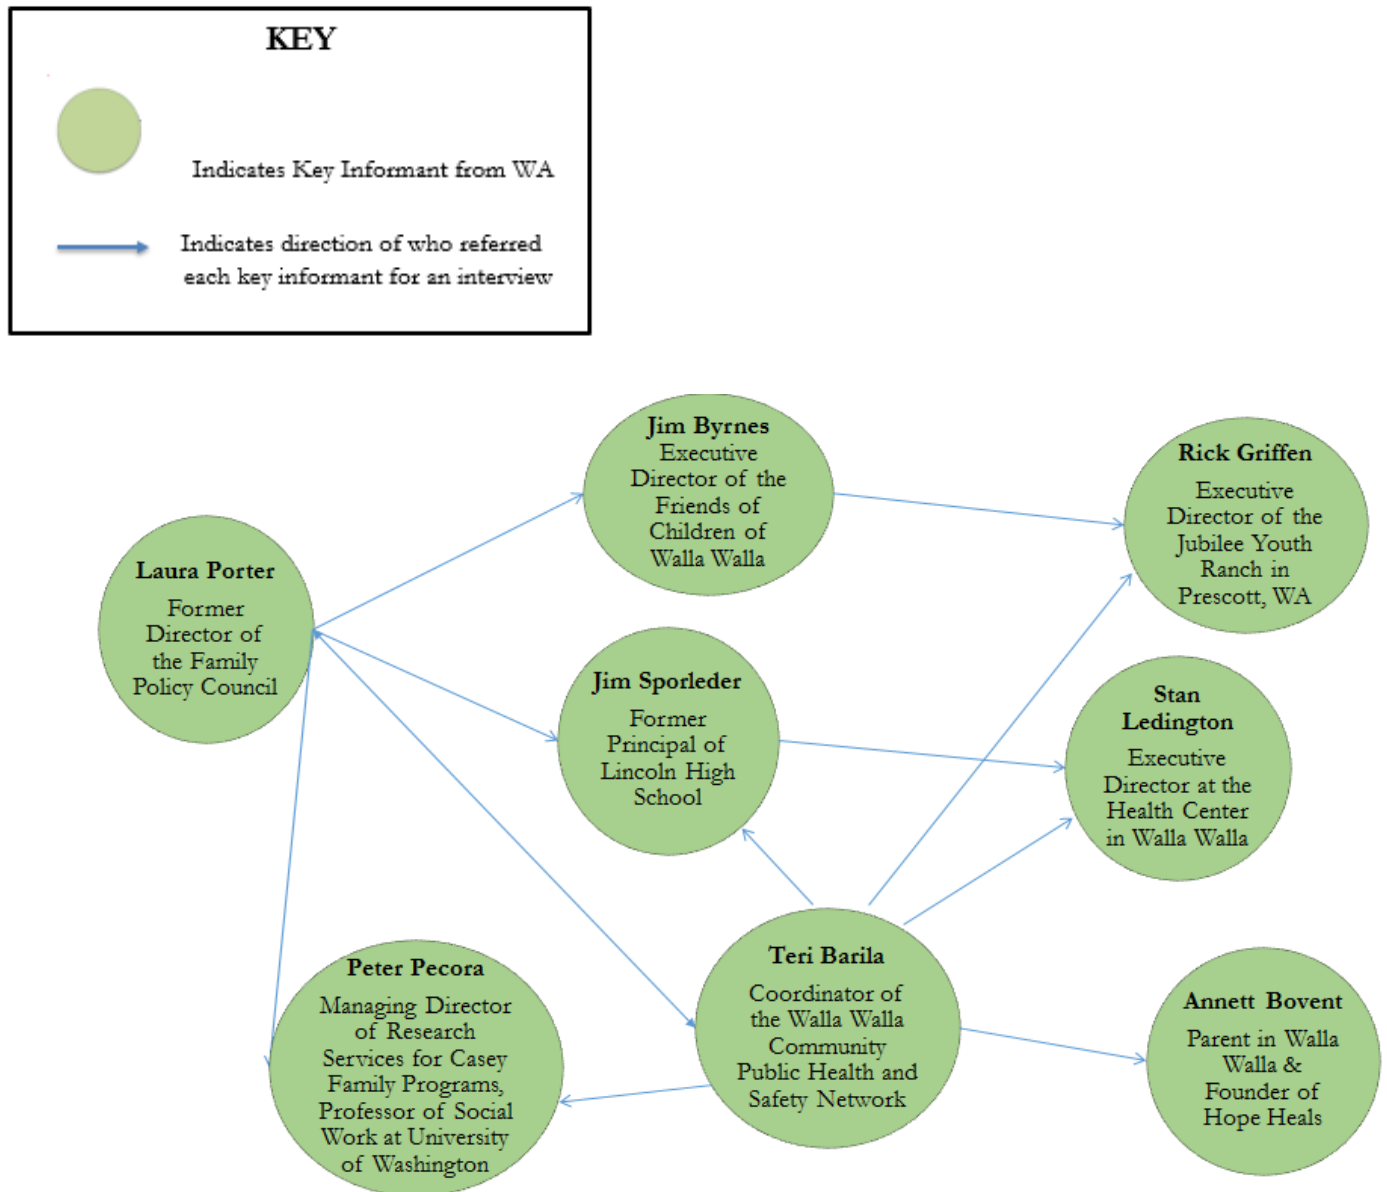 KEY
Indicates Key Informant from WA
Indicates direction of who referred
each key informant for an interview
Laura Porter
Former
Director of
the Family
Policy Council
Jim Byrnes
Executive
Director of the
Friends of
Children of
Walla Walla
Rick Griffen
Executive
Director of the
Jubilee Youth
Ranch in
Prescott, WA
Jim Sporleder
Former
Principal of
Lincoln High
School
Stan
Ledington
Executive
Director at the
Health Center
in Walla Walla
Peter Pecora
Managing Director
of Research
Services for Casey
Family Programs,
Professor of Social
Work at University
of Washington
Teri Barila
Coordinator of
the Walla Walla
Community
Public Health and
Safety Network
Annett Bovent
Parent in Walla
Walla &
Founder of
Hope Heals